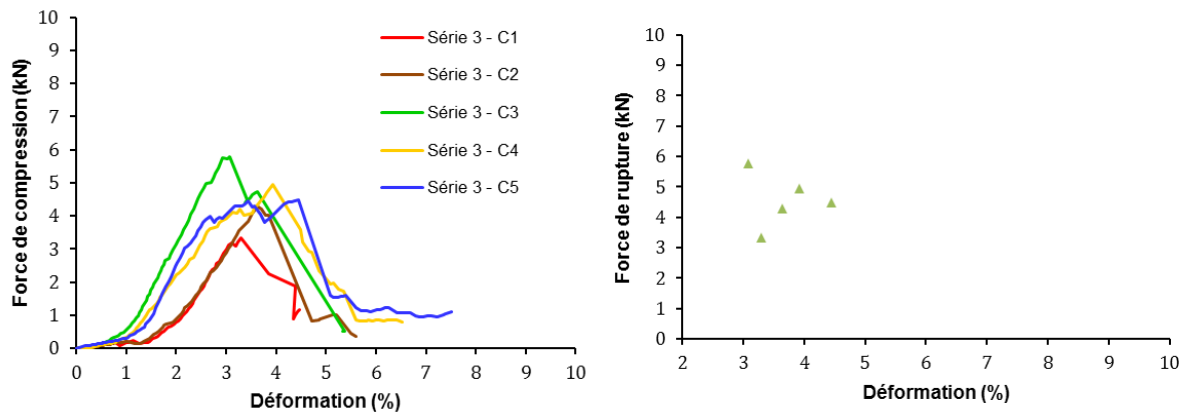 10
9
8
7
6
5
4
3
2
1
0
Force de compression (kN)
Série 3 - C1
Série 3 - C2
Série 3 - C3
Série 3 - C4
Série 3 - C5
0 1 2 3 4 5 6 7 8 9 10
Déformation (%)
10
9
8
7
6
5
4
3
2
1
0
Force de rupture (kN)
2 3 4 5 6 7 8 9 10
Déformation (%)